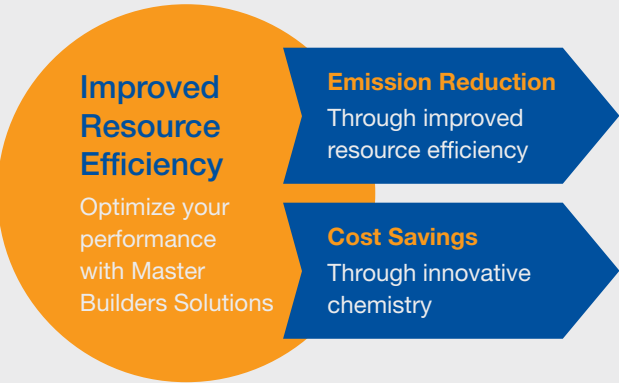 Improved
Resource
Efficiency
Optimize your
performance
with Master
Builders Solutions
Emission Reduction
Through improved
resource efficiency
Cost Savings
Through innovative
chemistry